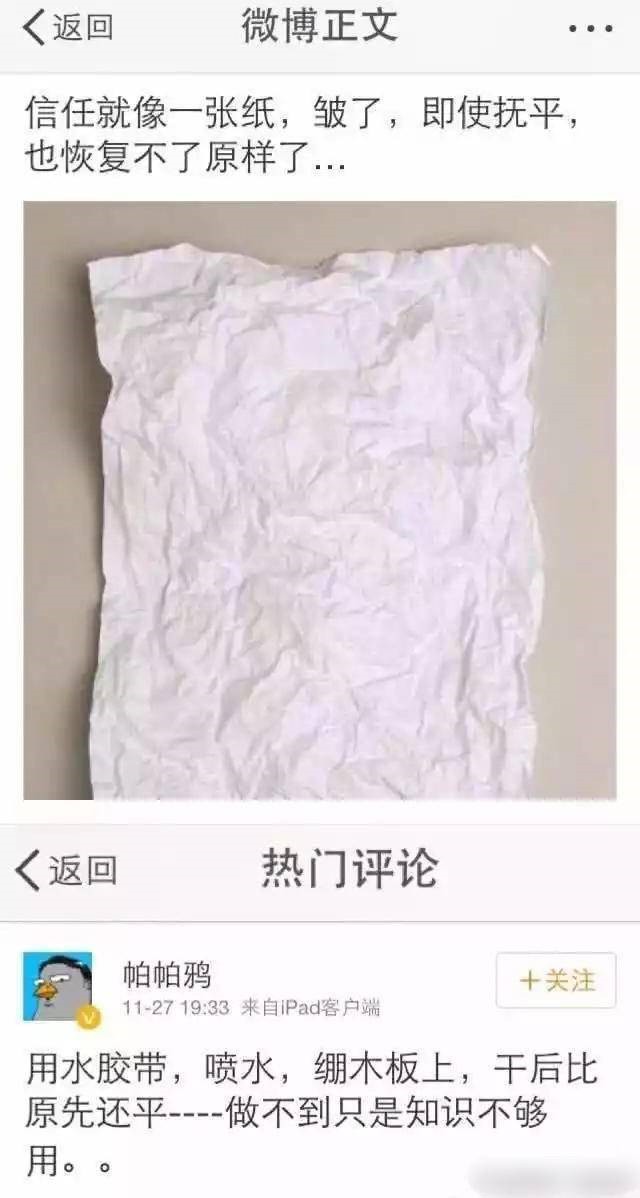 返回
微博正文
信任就像一张纸，皱了，即使抚平，
也恢复不了原样了...
返回
热门评论
帕帕鸦
+关注
11-27 19:33 来自iPad客户端
用水胶带，喷水，绷木板上，干后比
原先还平----做不到只是知识不够
用。。